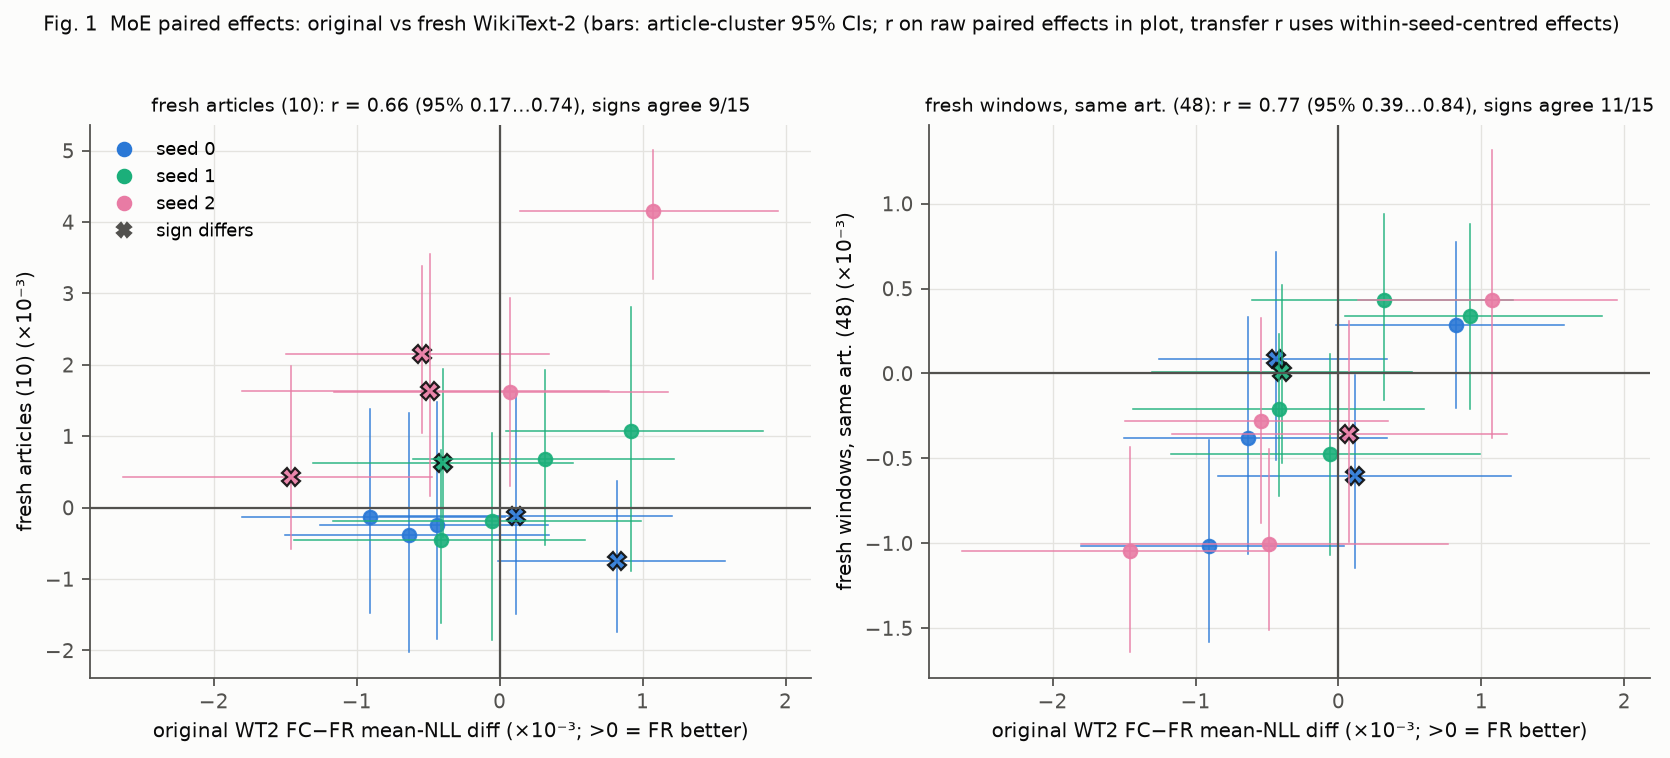 Fig. 1  MoE paired effects: original vs fresh WikiText-2 (bars: article-cluster 95% CIs; r on raw paired effects in plot, transfer r uses within-seed-centred effects)
fresh articles (10): r = 0.66 (95% 0.17…0.74), signs agree 9/15
seed 0
seed 1
seed 2
sign differs
5
4
3
2
1
0
−1
−2
fresh articles (10) (×10⁻³)
−2
−1
0
1
2
original WT2 FC−FR mean-NLL diff (×10⁻³; >0 = FR better)
fresh windows, same art. (48): r = 0.77 (95% 0.39…0.84), signs agree 11/15
1.0
0.5
0.0
−0.5
−1.0
−1.5
fresh windows, same art. (48) (×10⁻³)
−2
−1
0
1
2
original WT2 FC−FR mean-NLL diff (×10⁻³; >0 = FR better)